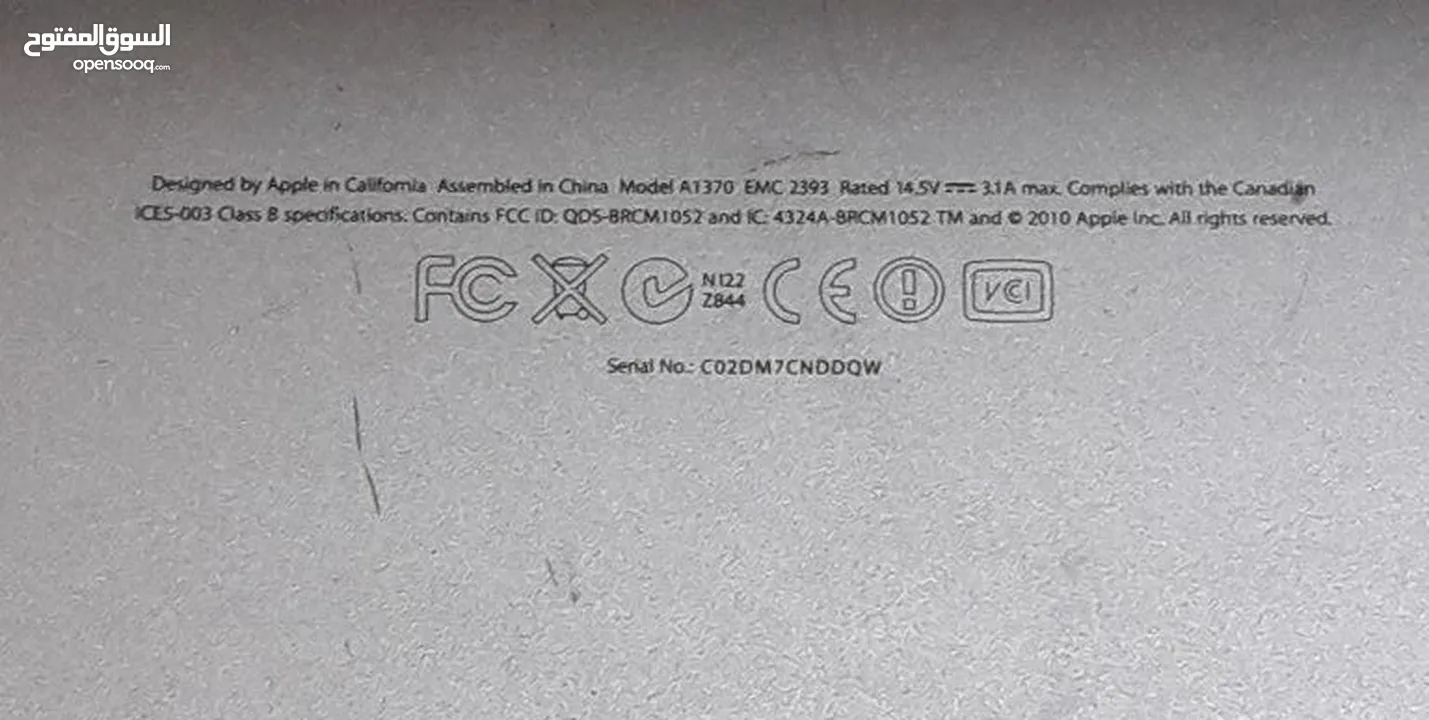 السوق المفتوح
opensooq.com
Designed by Apple in California Assembled in China Model A1370 EMC 2393 Rated 14.5V 3.1A max. Complies with the Canadian
ICES-003 Class B specifications. Contains FCC ID: QDS-BRCM1052 and IC: 4324A-BRCM1052 TM and © 2010 Apple Inc. All rights reserved.
FC N122 CE VCI
Z844
Serial No.: C02DM7CNDDQW